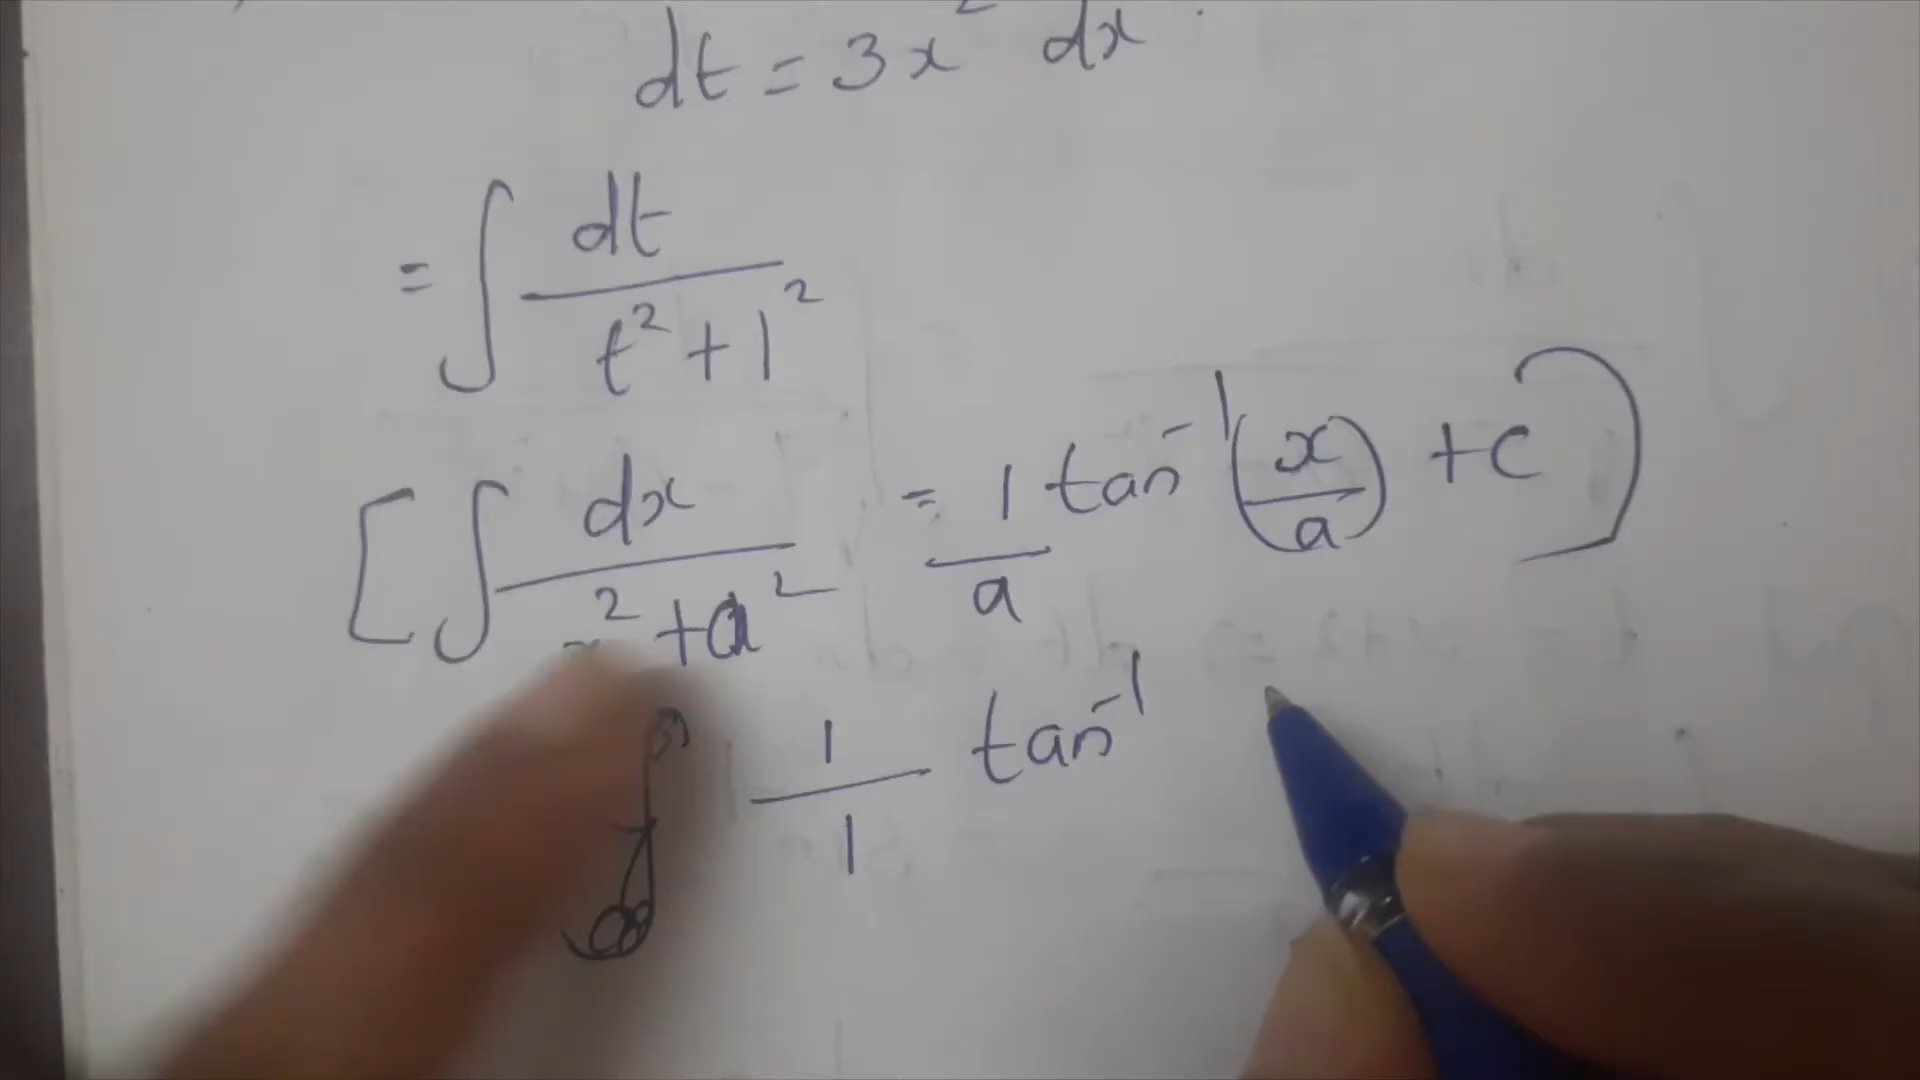 dt = 3x² dx
= ∫ dt / t² + 1²
[ ∫ dx / x² + a² = 1/a tan⁻¹ (x/a) + c )
1/1 tan⁻¹